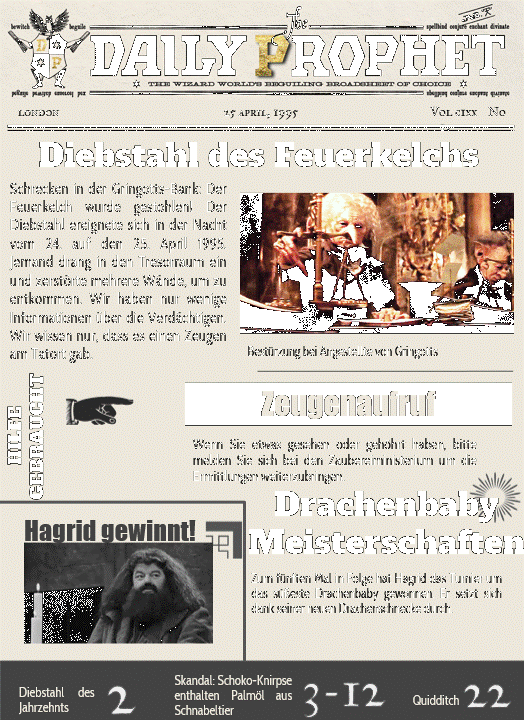 The
DAILY PROPHET
bewitch beguile
spellbind conjure enchant divinate
D P
THE WIZARD WORLD'S BEGUILING BROADSHEET OF CHOICE
LONDON 25 APRIL, 1995 VOL CIXX No
Diebstahl des Feuerkelchs
Schrecken in der Gringotts-Bank: Der
Feuerkelch wurde gestohlen! Der
Diebstahl ereignete sich in der Nacht
vom 24. auf den 25. April 1995.
Jemand drang in den Tresorraum ein
und zerstörte mehrere Wände, um zu
entkommen. Wir haben nur wenige
Informationen über die Verdächtigen.
Wir wissen nur, dass es einen Zeugen
am Tatort gab.
Bestürzung bei Angestellte von Gringotts
HILFE
GEBRAUCHT
Zeugenaufruf
Wenn Sie etwas gesehen oder gehört haben, bitte
melden Sie sich bei den Zaubereministerium um die
Ermittlungen weiterzubringen.
Drachenbaby
Meisterschaften
Zum fünften Mal in Folge hat Hagrid das Turnier um
das süßeste Drachenbaby gewonnen. Er setzt sich
dank seiner neuen Drachenschnecke durch.
Hagrid gewinnt!
Diebstahl des
Jahrzehnts
2
Skandal: Schoko-Knirpse
enthalten Palmöl aus
Schnabeltier
3-12
Quidditch 22